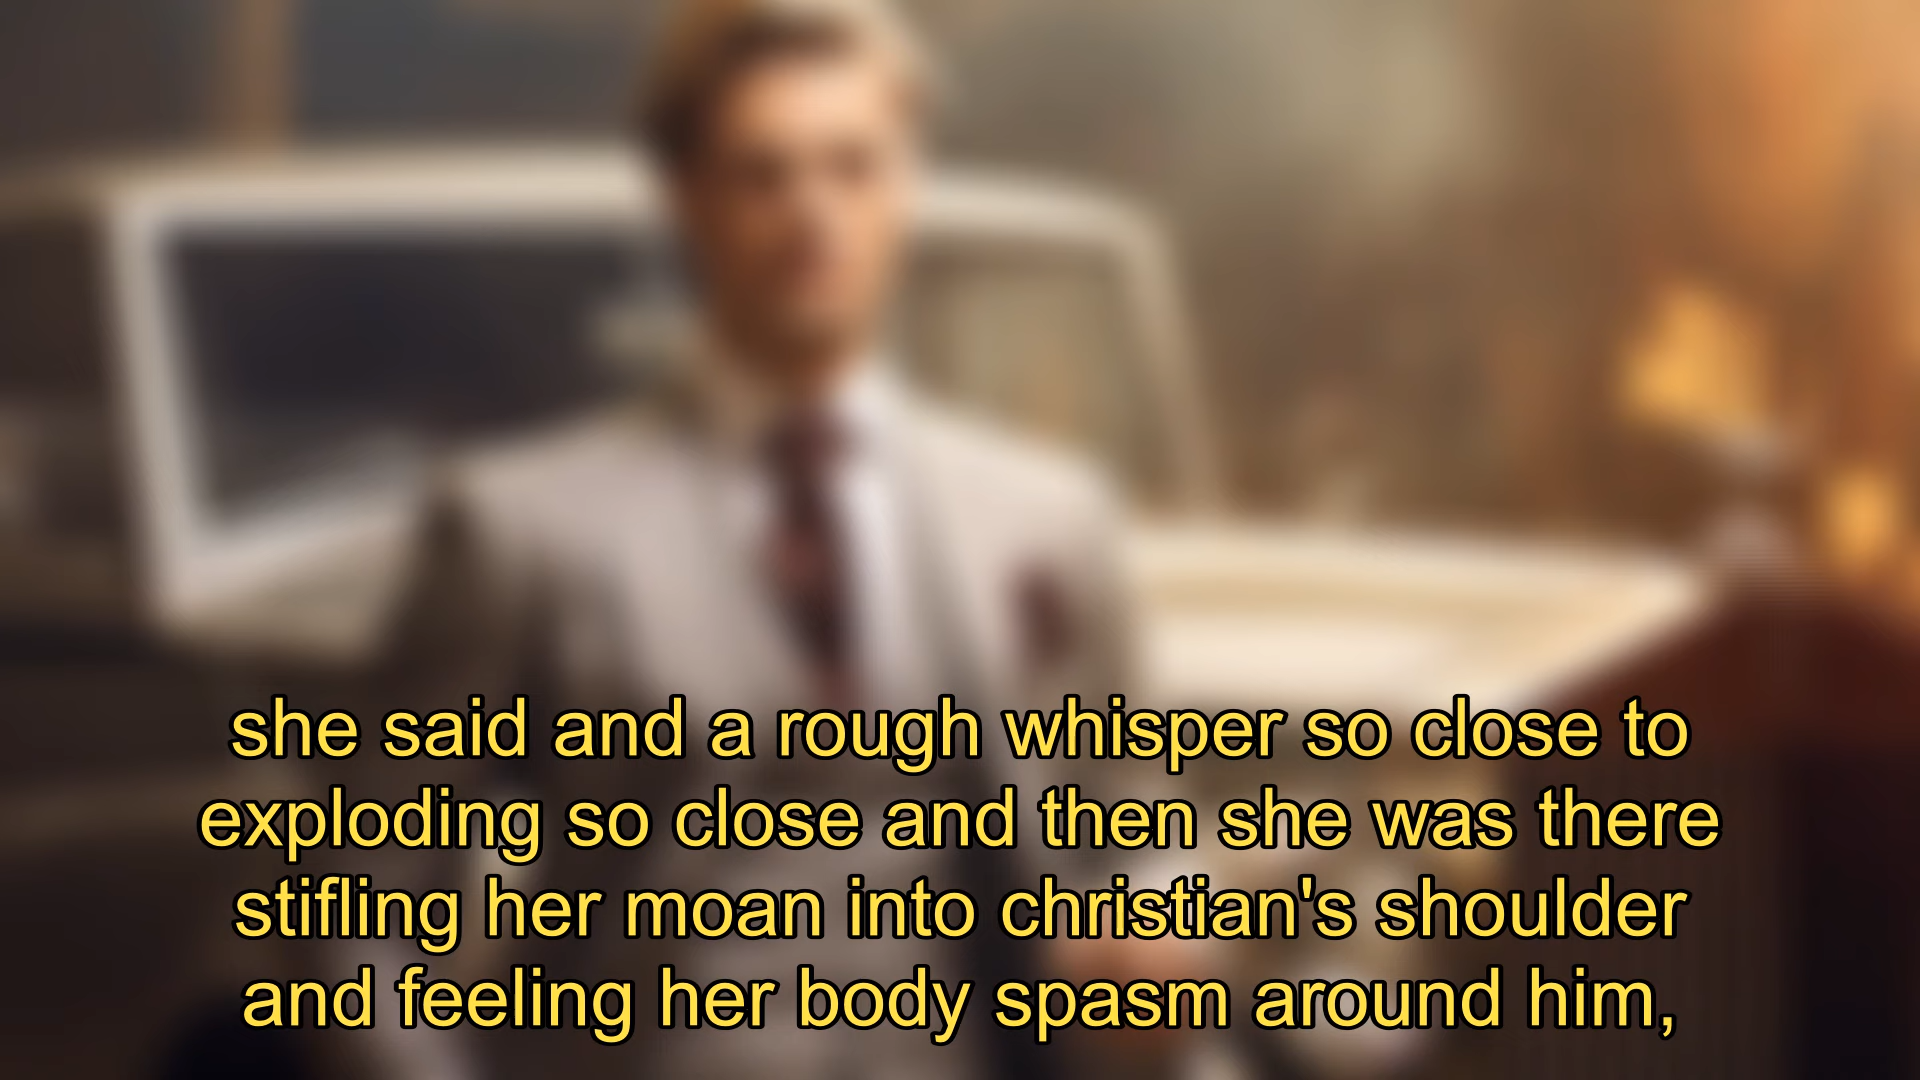 she said and a rough whisper so close to
exploding so close and then she was there
stifling her moan into christian's shoulder
and feeling her body spasm around him,